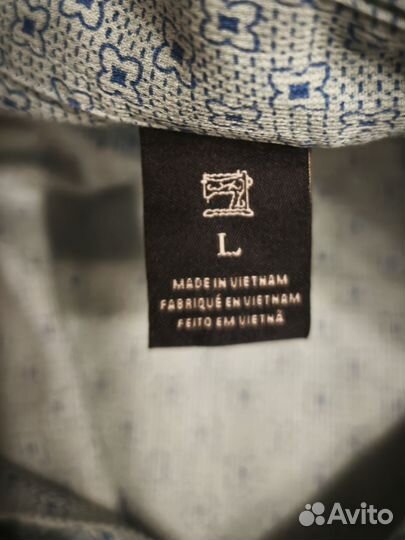 L
MADE IN VIETNAM
FABRIQUÉ EN VIETNAM
FEITO EM VIETNÃ
Avito